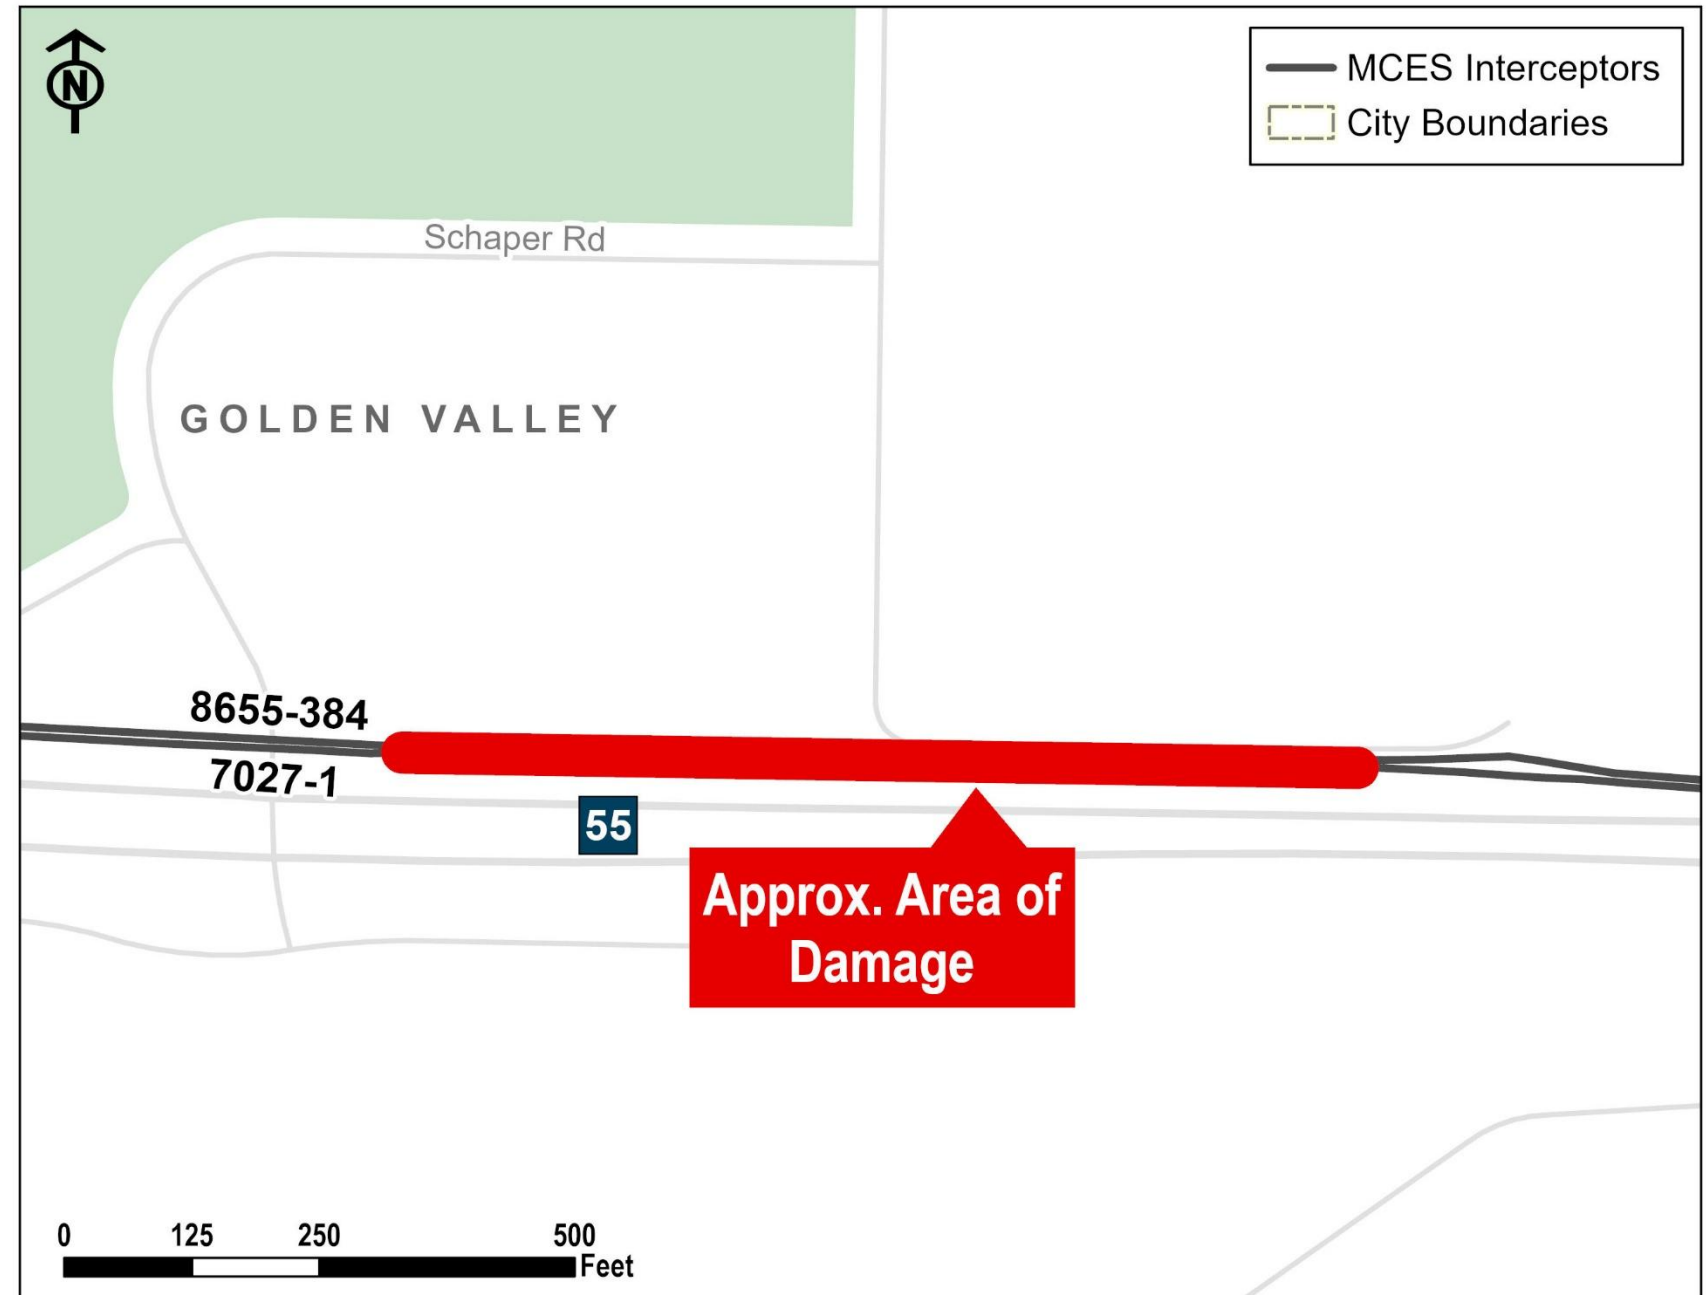 N
MCES Interceptors
City Boundaries
Schaper Rd
GOLDEN VALLEY
8655-384
7027-1
55
Approx. Area of
Damage
0 125 250 500
Feet